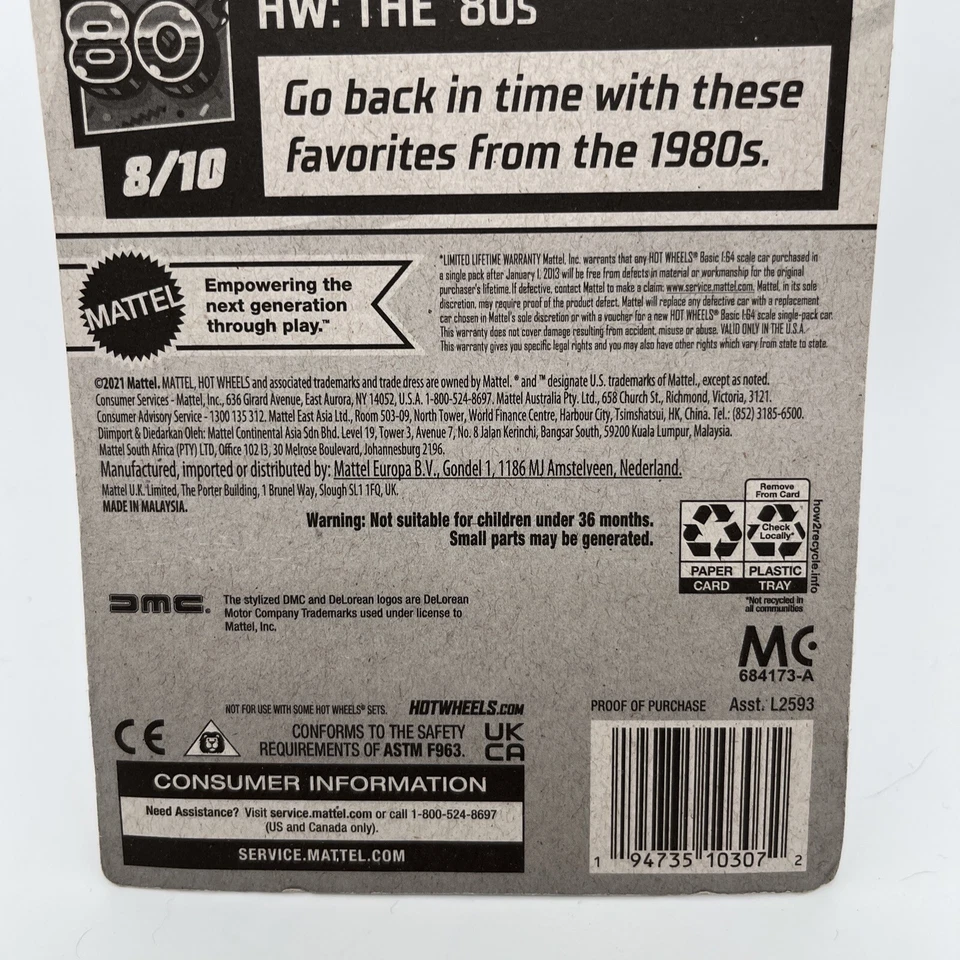 80
HW: THE '80s
Go back in time with these
favorites from the 1980s.
8/10
MATTEL
Empowering the
next generation
through play.™
*LIMITED LIFETIME WARRANTY Mattel, Inc. warrants that any HOT WHEELS® Basic 1:64 scale car purchased in
a single pack after January 1, 2013 will be free from defects in material or workmanship for the original
purchaser's lifetime. If defective, contact Mattel to make a claim: www.service.mattel.com. Mattel, in its sole
discretion, may require proof of the product defect. Mattel will replace any defective car with a replacement
car chosen in Mattel's sole discretion or with a voucher for a new HOT WHEELS® Basic 1:64 scale single-pack car.
This warranty does not cover damage resulting from accident, misuse or abuse. VALID ONLY IN THE U.S.A.
This warranty gives you specific legal rights and you may also have other rights which vary from state to state.
©2021 Mattel. MATTEL, HOT WHEELS and associated trademarks and trade dress are owned by Mattel. ® and ™ designate U.S. trademarks of Mattel., except as noted.
Consumer Services - Mattel, Inc., 636 Girard Avenue, East Aurora, NY 14052, U.S.A. 1-800-524-8697. Mattel Australia Pty. Ltd., 658 Church St., Richmond, Victoria, 3121.
Consumer Advisory Service - 1300 135 312. Mattel East Asia Ltd., Room 503-09, North Tower, World Finance Centre, Harbour City, Tsimshatsui, HK, China. Tel.: (852) 3185-6500.
Diimport & Diedarkan Oleh: Mattel Continental Asia Sdn Bhd. Level 19, Tower 3, Avenue 7, No. 8 Jalan Kerinchi, Bangsar South, 59200 Kuala Lumpur, Malaysia.
Mattel South Africa (PTY) LTD, Office 102 I3, 30 Melrose Boulevard, Johannesburg 2196.
Manufactured, imported or distributed by: Mattel Europa B.V., Gondel 1, 1186 MJ Amstelveen, Nederland.
Mattel U.K. Limited, The Porter Building, 1 Brunel Way, Slough SL1 1FQ, UK.
MADE IN MALAYSIA.
Warning: Not suitable for children under 36 months.
Small parts may be generated.
Remove
From Card
Check
Locally*
PAPER
PLASTIC
CARD
TRAY
*Not recycled in
all communities
how2recycle.info
DMC.
The stylized DMC and DeLorean logos are DeLorean
Motor Company Trademarks used under license to
Mattel, Inc.
MC
684173-A
NOT FOR USE WITH SOME HOT WHEELS® SETS.
HOTWHEELS.COM
PROOF OF PURCHASE Asst. L2593
CE
CONFORMS TO THE SAFETY
REQUIREMENTS OF ASTM F963.
UK
CA
CONSUMER INFORMATION
Need Assistance? Visit service.mattel.com or call 1-800-524-8697
(US and Canada only).
SERVICE.MATTEL.COM
1 94735 10307 2